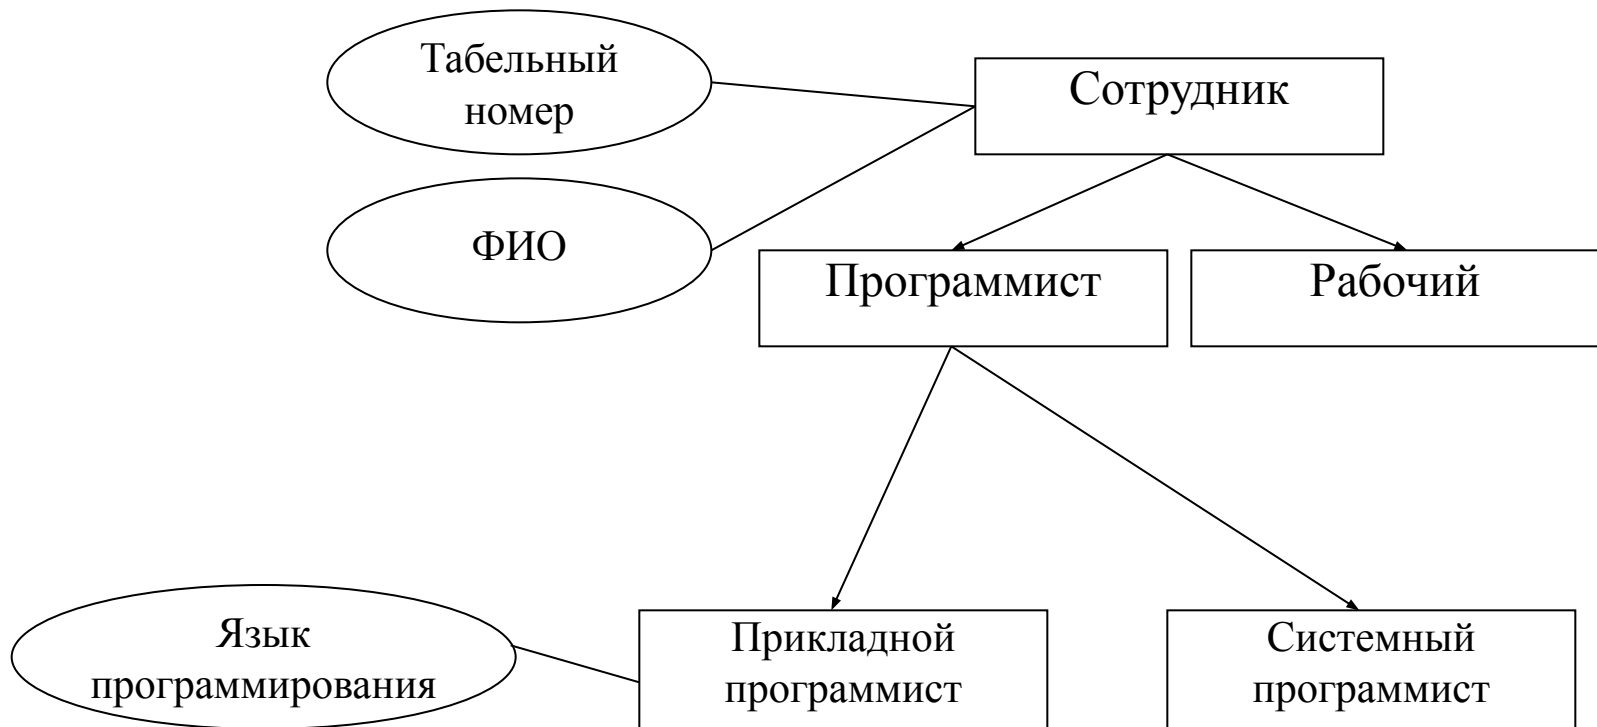 Табельный
номер
Сотрудник
ФИО
Программист
Рабочий
Язык
программирования
Прикладной
программист
Системный
программист